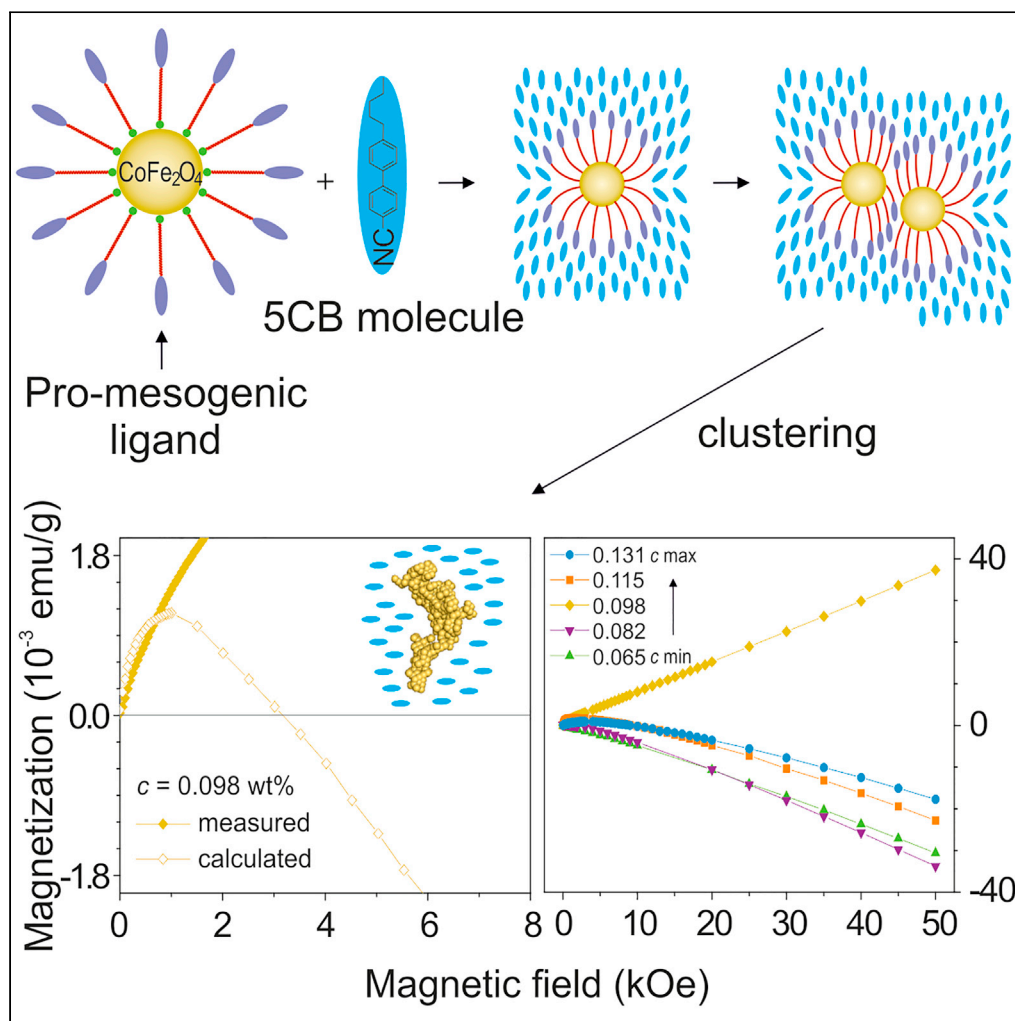 CoFe₂O₄
+
NC
5CB molecule
Pro-mesogenic
ligand
clustering
Magnetization (10⁻³ emu/g)
1.8
0.0
-1.8
c = 0.098 wt%
measured
calculated
0 2 4 6 8
0.131 c max
0.115
0.098
0.082
0.065 c min
40
0
-40
0 10 20 30 40 50
Magnetic field (kOe)